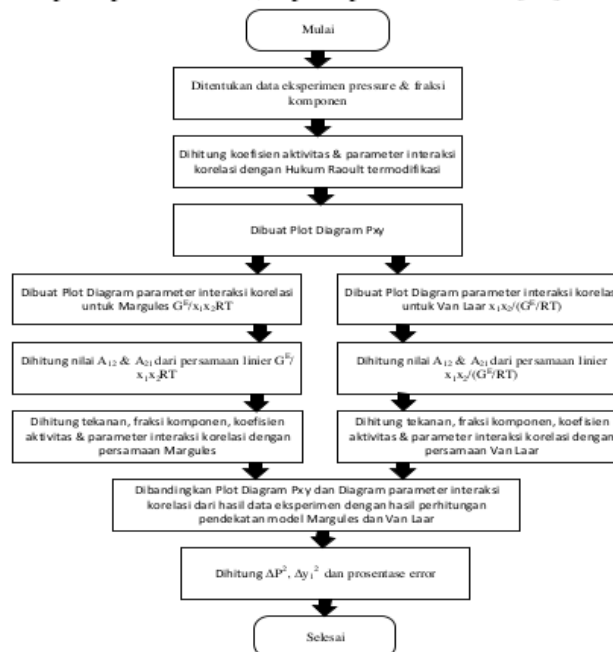 Mulai
Ditentukan data eksperimen pressure & fraksi
komponen
Dihitung koefisien aktivitas & parameter interaksi
korelasi dengan Hukum Raoult termodifikasi
Dibuat Plot Diagram Pxy
Dibuat Plot Diagram parameter interaksi korelasi
untuk Margules Gᴱ/x₁x₂RT
Dihitung nilai A₁₂ & A₂₁ dari persamaan linier Gᴱ/
x₁x₂RT
Dihitung tekanan, fraksi komponen, koefisien
aktivitas & parameter interaksi korelasi dengan
persamaan Margules
Dibuat Plot Diagram parameter interaksi korelasi
untuk Van Laar x₁x₂/(Gᴱ/RT)
Dihitung nilai A₁₂ & A₂₁ dari persamaan linier
x₁x₂/(Gᴱ/RT)
Dihitung tekanan, fraksi komponen, koefisien
aktivitas & parameter interaksi korelasi dengan
persamaan Van Laar
Dibandingkan Plot Diagram Pxy dan Diagram parameter interaksi
korelasi dari hasil data eksperimen dengan hasil perhitungan
pendekatan model Margules dan Van Laar
Dihitung ΔP², Δy₁² dan prosentase error
Selesai